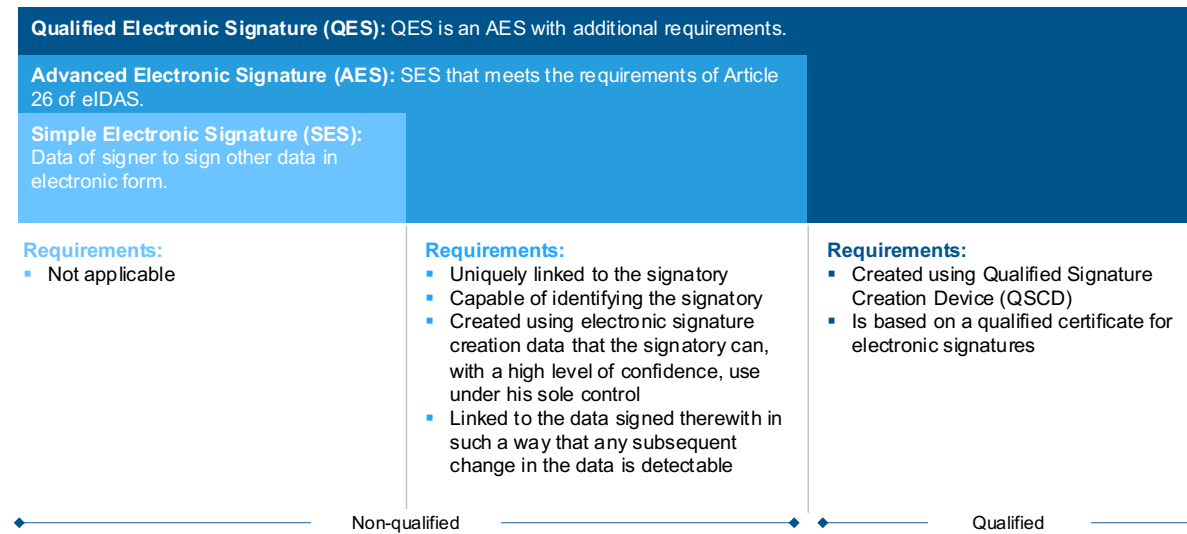 Qualified Electronic Signature (QES): QES is an AES with additional requirements.
Advanced Electronic Signature (AES): SES that meets the requirements of Article
26 of eIDAS.
Simple Electronic Signature (SES):
Data of signer to sign other data in
electronic form.
Requirements:
▪ Not applicable
Requirements:
▪ Uniquely linked to the signatory
▪ Capable of identifying the signatory
▪ Created using electronic signature
creation data that the signatory can,
with a high level of confidence, use
under his sole control
▪ Linked to the data signed therewith in
such a way that any subsequent
change in the data is detectable
Requirements:
▪ Created using Qualified Signature
Creation Device (QSCD)
▪ Is based on a qualified certificate for
electronic signatures
Non-qualified
Qualified